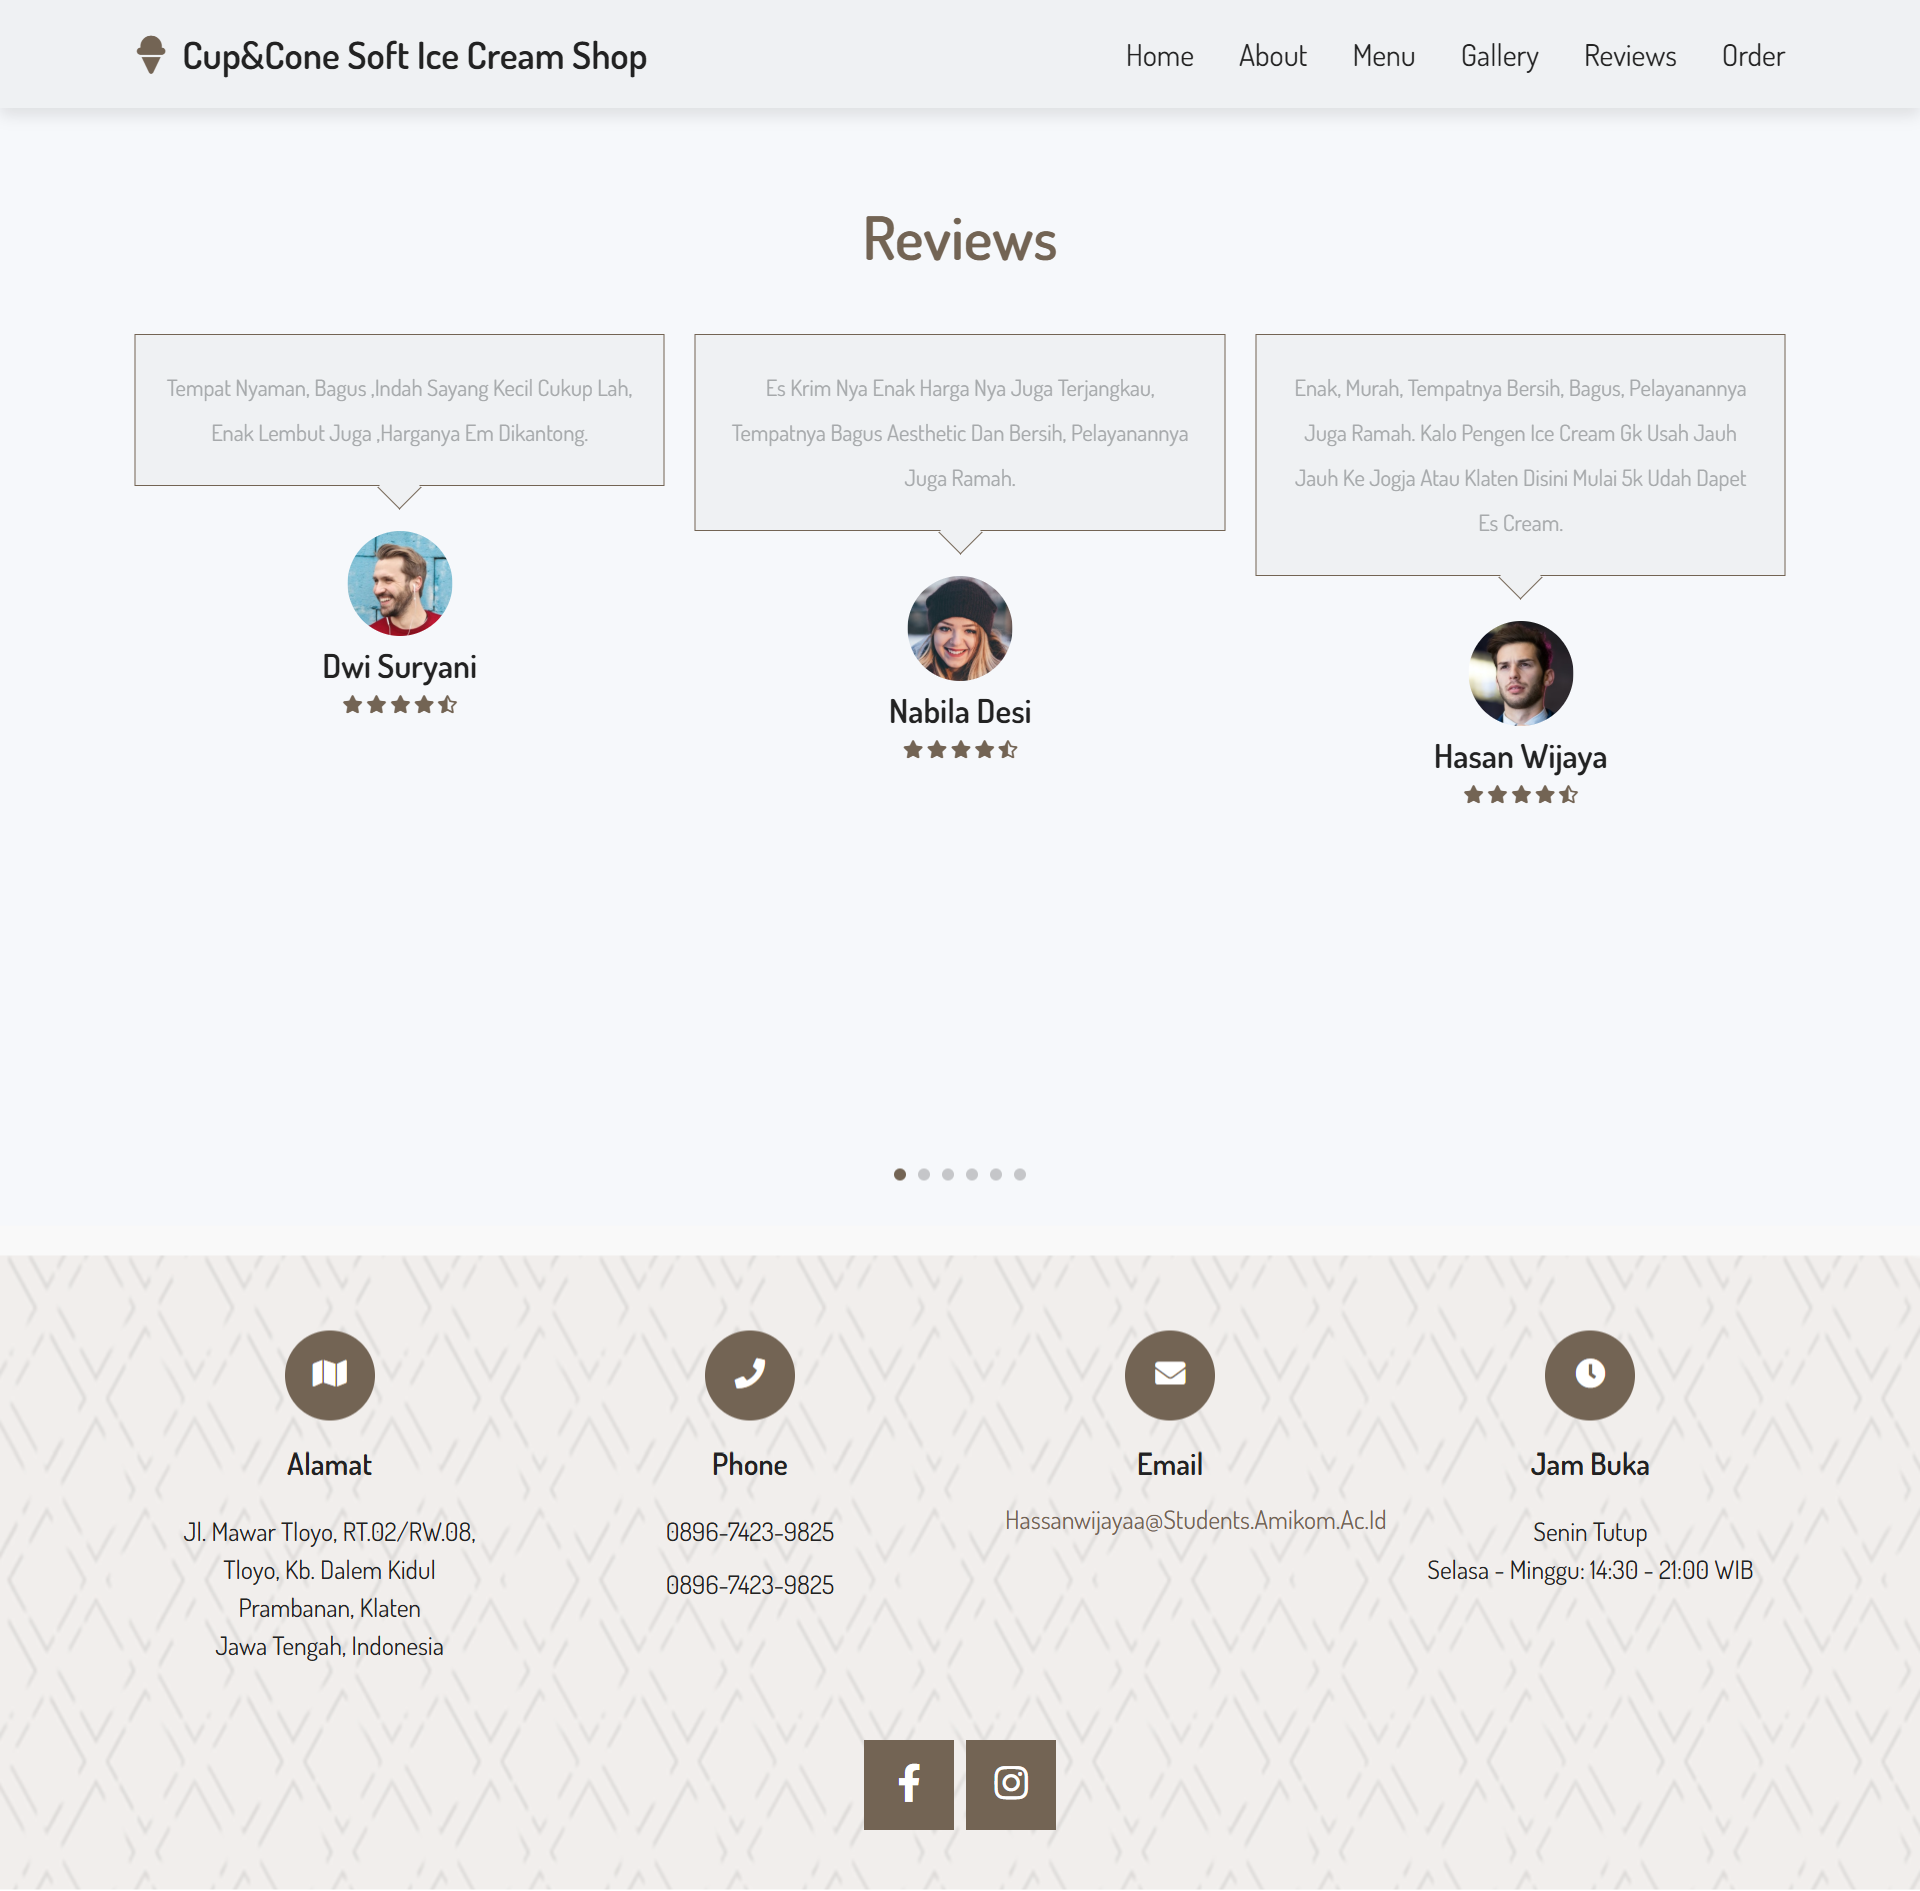 Cup&Cone Soft Ice Cream Shop
Home About Menu Gallery Reviews Order
Reviews
Tempat Nyaman, Bagus ,Indah Sayang Kecil Cukup Lah,
Enak Lembut Juga ,Harganya Em Dikantong.
Dwi Suryani
Es Krim Nya Enak Harga Nya Juga Terjangkau,
Tempatnya Bagus Aesthetic Dan Bersih, Pelayanannya
Juga Ramah.
Nabila Desi
Enak, Murah, Tempatnya Bersih, Bagus, Pelayanannya
Juga Ramah. Kalo Pengen Ice Cream Gk Usah Jauh
Jauh Ke Jogja Atau Klaten Disini Mulai 5k Udah Dapet
Es Cream.
Hasan Wijaya
Alamat
Jl. Mawar Tloyo, RT.02/RW.08,
Tloyo, Kb. Dalem Kidul
Prambanan, Klaten
Jawa Tengah, Indonesia
Phone
0896-7423-9825
0896-7423-9825
Email
Hassanwijayaa@Students.Amikom.Ac.Id
Jam Buka
Senin Tutup
Selasa - Minggu: 14:30 - 21:00 WIB